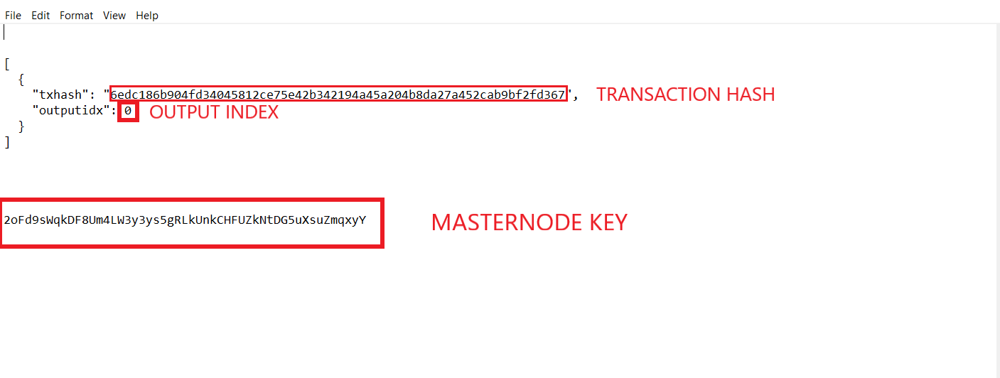 File Edit Format View Help
[
{
"txhash": "6edc186b904fd34045812ce75e42b342194a45a204b8da27a452cab9bf2fd367", TRANSACTION HASH
"outputidx": 0 OUTPUT INDEX
}
]
2oFd9sWqkDF8Um4LW3y3ys5gRLkUnkCHFUZkNtDG5uXsuZmqxyY MASTERNODE KEY